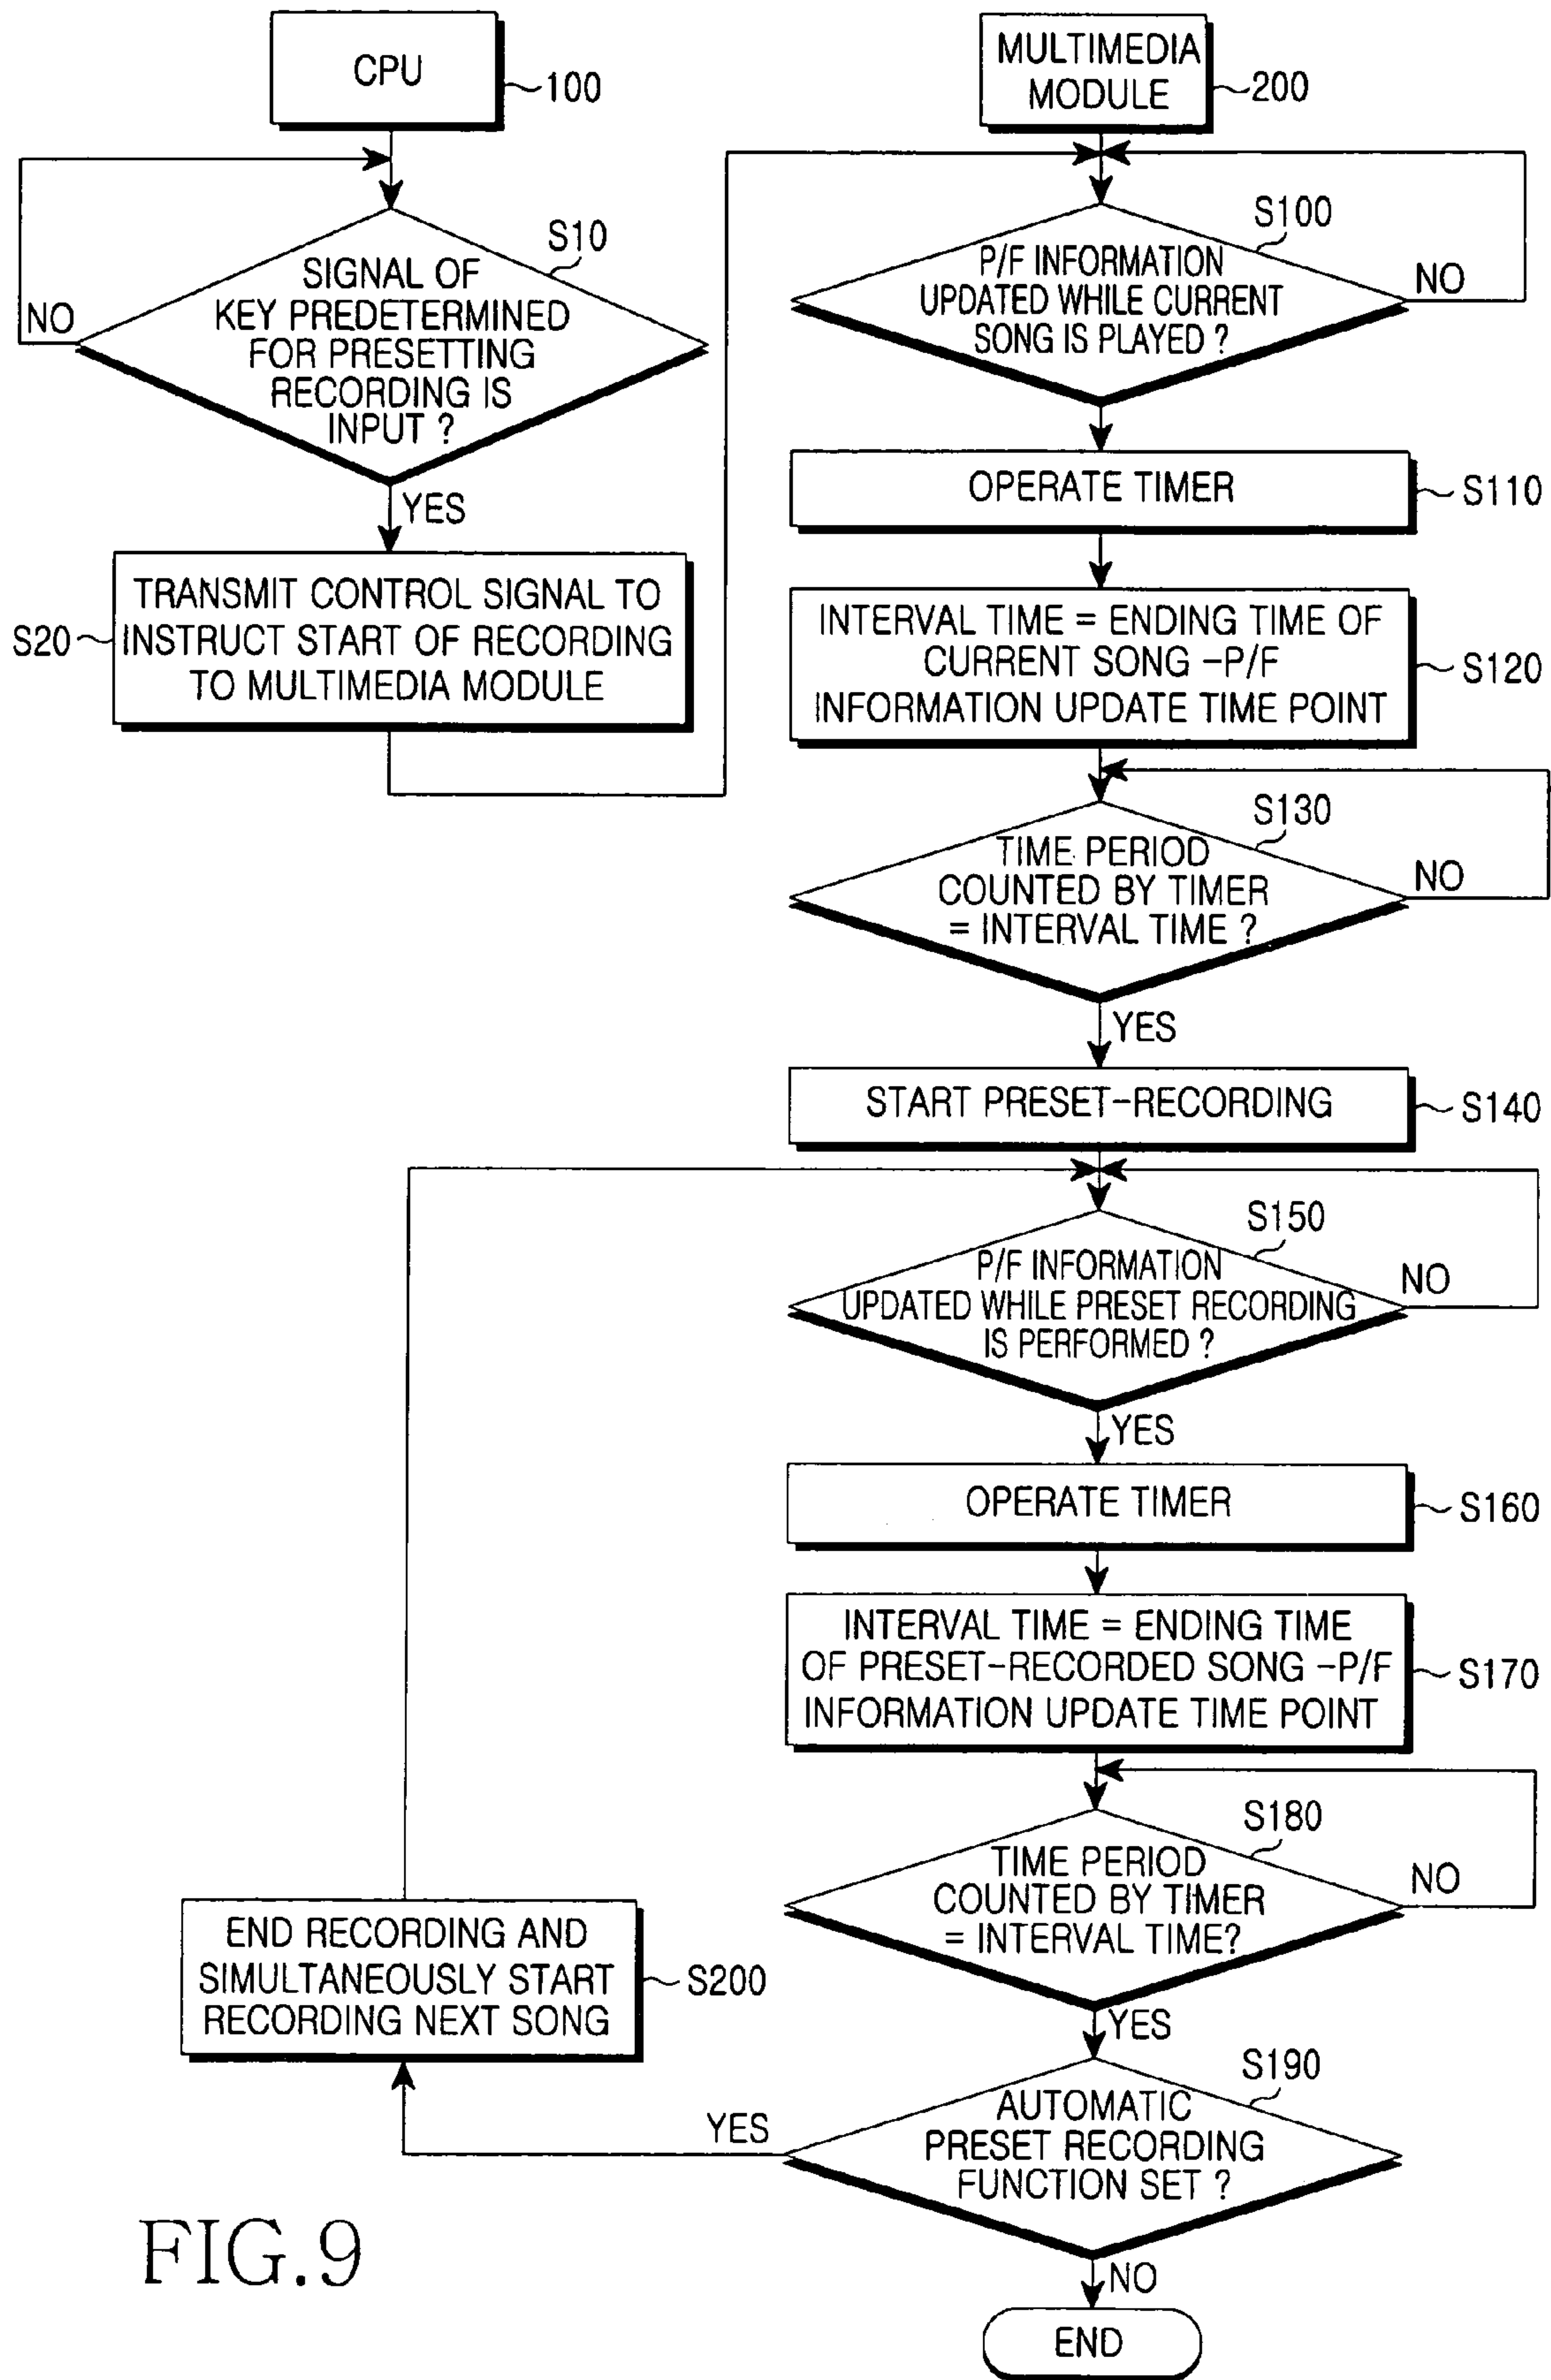 CPU
100
S10
SIGNAL OF
KEY PREDETERMINED
FOR PRESETTING
RECORDING IS
INPUT ?
NO
YES
S20
TRANSMIT CONTROL SIGNAL TO
INSTRUCT START OF RECORDING
TO MULTIMEDIA MODULE
MULTIMEDIA
MODULE
200
S100
P/F INFORMATION
UPDATED WHILE CURRENT
SONG IS PLAYED ?
NO
OPERATE TIMER
S110
INTERVAL TIME = ENDING TIME OF
CURRENT SONG -P/F
INFORMATION UPDATE TIME POINT
S120
S130
TIME PERIOD
COUNTED BY TIMER
= INTERVAL TIME ?
NO
YES
START PRESET-RECORDING
S140
S150
P/F INFORMATION
UPDATED WHILE PRESET RECORDING
IS PERFORMED ?
NO
YES
OPERATE TIMER
S160
INTERVAL TIME = ENDING TIME
OF PRESET-RECORDED SONG -P/F
INFORMATION UPDATE TIME POINT
S170
S180
TIME PERIOD
COUNTED BY TIMER
= INTERVAL TIME?
NO
YES
S190
AUTOMATIC
PRESET RECORDING
FUNCTION SET ?
YES
NO
END RECORDING AND
SIMULTANEOUSLY START
RECORDING NEXT SONG
S200
END
FIG.9